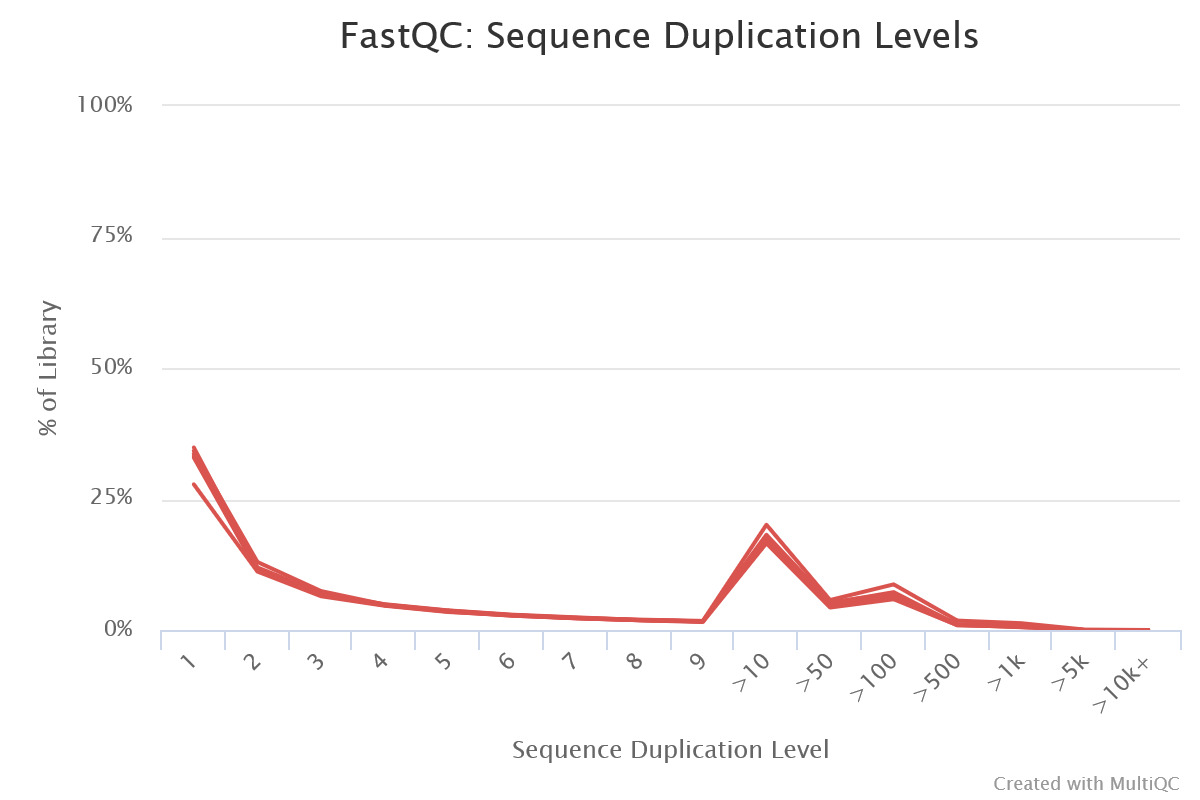 FastQC: Sequence Duplication Levels
100%
75%
50%
25%
0%
% of Library
1
2
3
4
5
6
7
8
9
>10
>50
>100
>500
>1k
>5k
>10k+
Sequence Duplication Level
Created with MultiQC